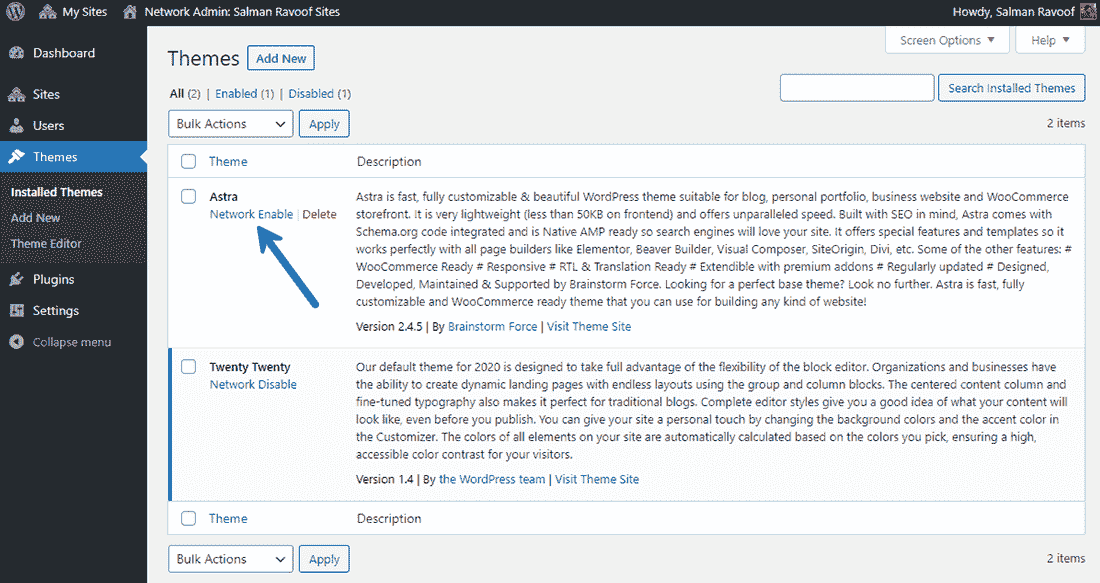 My Sites Network Admin: Salman Ravoof Sites Howdy, Salman Ravoof
Screen Options Help
Dashboard
Sites
Users
Themes
Installed Themes
Add New
Theme Editor
Plugins
Settings
Collapse menu
Themes Add New
All (2) | Enabled (1) | Disabled (1)
Search Installed Themes
Bulk Actions Apply
2 items
Theme Description
Astra
Network Enable | Delete
Astra is fast, fully customizable & beautiful WordPress theme suitable for blog, personal portfolio, business website and WooCommerce
storefront. It is very lightweight (less than 50KB on frontend) and offers unparalleled speed. Built with SEO in mind, Astra comes with
Schema.org code integrated and is Native AMP ready so search engines will love your site. It offers special features and templates so it
works perfectly with all page builders like Elementor, Beaver Builder, Visual Composer, SiteOrigin, Divi, etc. Some of the other features: #
WooCommerce Ready # Responsive # RTL & Translation Ready # Extendible with premium addons # Regularly updated # Designed,
Developed, Maintained & Supported by Brainstorm Force. Looking for a perfect base theme? Look no further. Astra is fast, fully
customizable and WooCommerce ready theme that you can use for building any kind of website!
Version 2.4.5 | By Brainstorm Force | Visit Theme Site
Twenty Twenty
Network Disable
Our default theme for 2020 is designed to take full advantage of the flexibility of the block editor. Organizations and businesses have
the ability to create dynamic landing pages with endless layouts using the group and column blocks. The centered content column and
fine-tuned typography also makes it perfect for traditional blogs. Complete editor styles give you a good idea of what your content will
look like, even before you publish. You can give your site a personal touch by changing the background colors and the accent color in
the Customizer. The colors of all elements on your site are automatically calculated based on the colors you pick, ensuring a high,
accessible color contrast for your visitors.
Version 1.4 | By the WordPress team | Visit Theme Site
Theme Description
Bulk Actions Apply
2 items